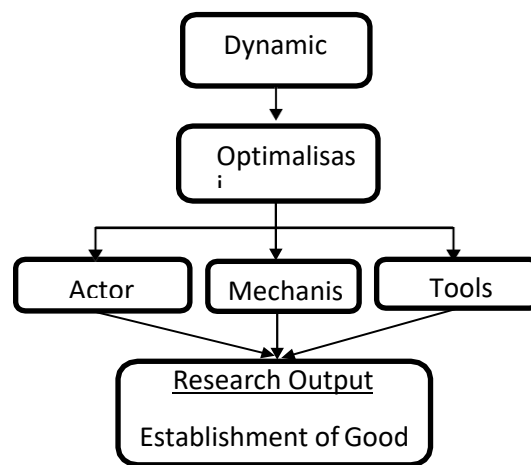 Dynamic
Optimalisas
i
Actor
Mechanis
Tools
Research Output
Establishment of Good